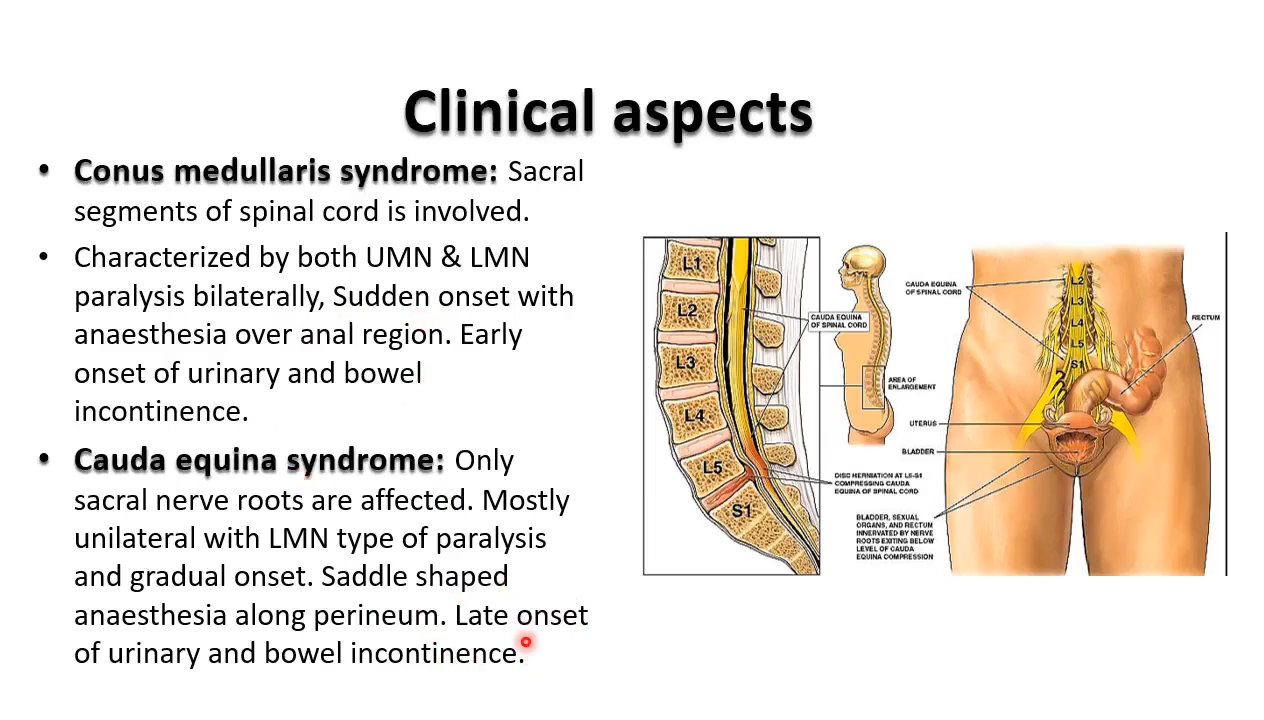 Clinical aspects
• Conus medullaris syndrome: Sacral
segments of spinal cord is involved.
• Characterized by both UMN & LMN
paralysis bilaterally, Sudden onset with
anaesthesia over anal region. Early
onset of urinary and bowel
incontinence.
• Cauda equina syndrome: Only
sacral nerve roots are affected. Mostly
unilateral with LMN type of paralysis
and gradual onset. Saddle shaped
anaesthesia along perineum. Late onset
of urinary and bowel incontinence.
L1
L2
L3
L4
L5
S1
CAUDA EQUINA
OF SPINAL CORD
AREA OF
ENLARGEMENT
DISC HERNIATION AT L5-S1
COMPRESSING CAUDA
EQUINA OF SPINAL CORD
CAUDA EQUINA
OF SPINAL CORD
L2
L3
L4
L5
S1
RECTUM
UTERUS
BLADDER
BLADDER, SEXUAL
ORGANS, AND RECTUM
INNERVATED BY NERVE
ROOTS EXITING BELOW
LEVEL OF CAUDA
EQUINA COMPRESSION